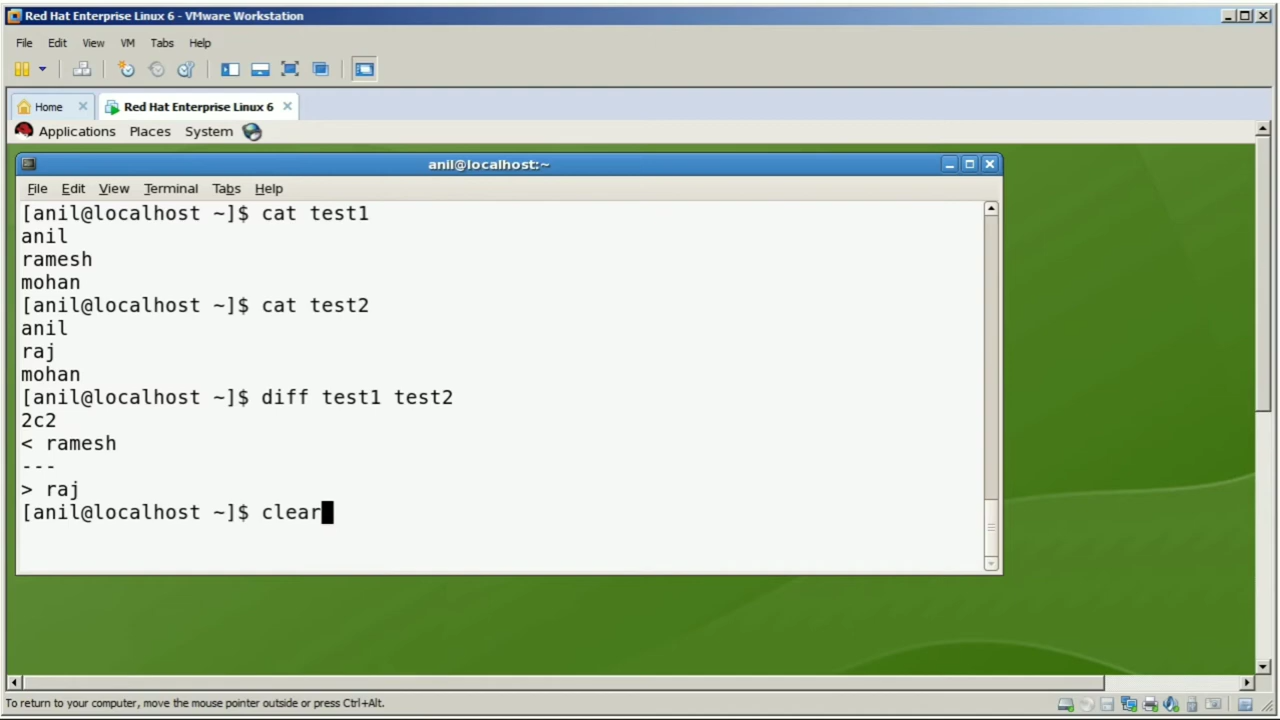 Red Hat Enterprise Linux 6 - VMware Workstation
File Edit View VM Tabs Help
Home Red Hat Enterprise Linux 6
Applications Places System
anil@localhost:~
File Edit View Terminal Tabs Help
[anil@localhost ~]$ cat test1
anil
ramesh
mohan
[anil@localhost ~]$ cat test2
anil
raj
mohan
[anil@localhost ~]$ diff test1 test2
2c2
< ramesh
---
> raj
[anil@localhost ~]$ clear
To return to your computer, move the mouse pointer outside or press Ctrl+Alt.